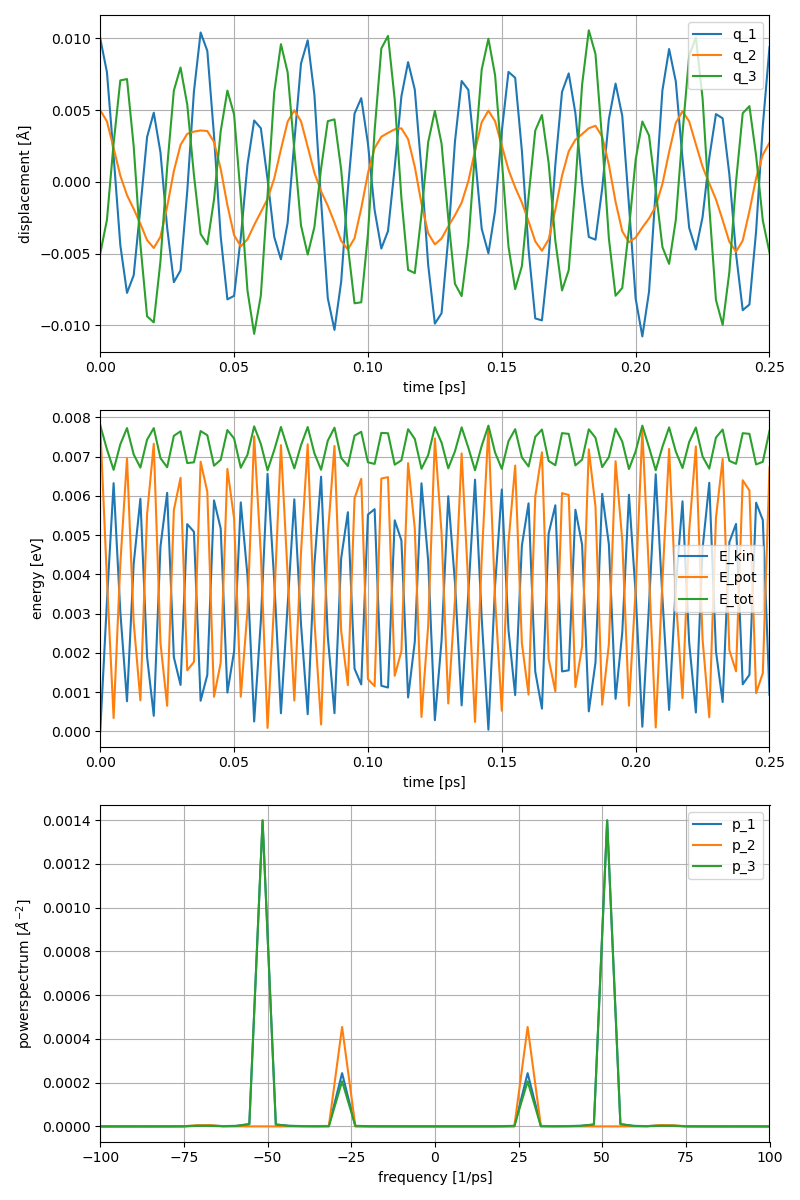 0.010
0.005
0.000
−0.005
−0.010
displacement [Å]
q_1
q_2
q_3
0.00 0.05 0.10 0.15 0.20 0.25
time [ps]
0.008
0.007
0.006
0.005
0.004
0.003
0.002
0.001
0.000
energy [eV]
E_kin
E_pot
E_tot
0.00 0.05 0.10 0.15 0.20 0.25
time [ps]
0.0014
0.0012
0.0010
0.0008
0.0006
0.0004
0.0002
0.0000
powerspectrum [Å⁻²]
p_1
p_2
p_3
−100 −75 −50 −25 0 25 50 75 100
frequency [1/ps]